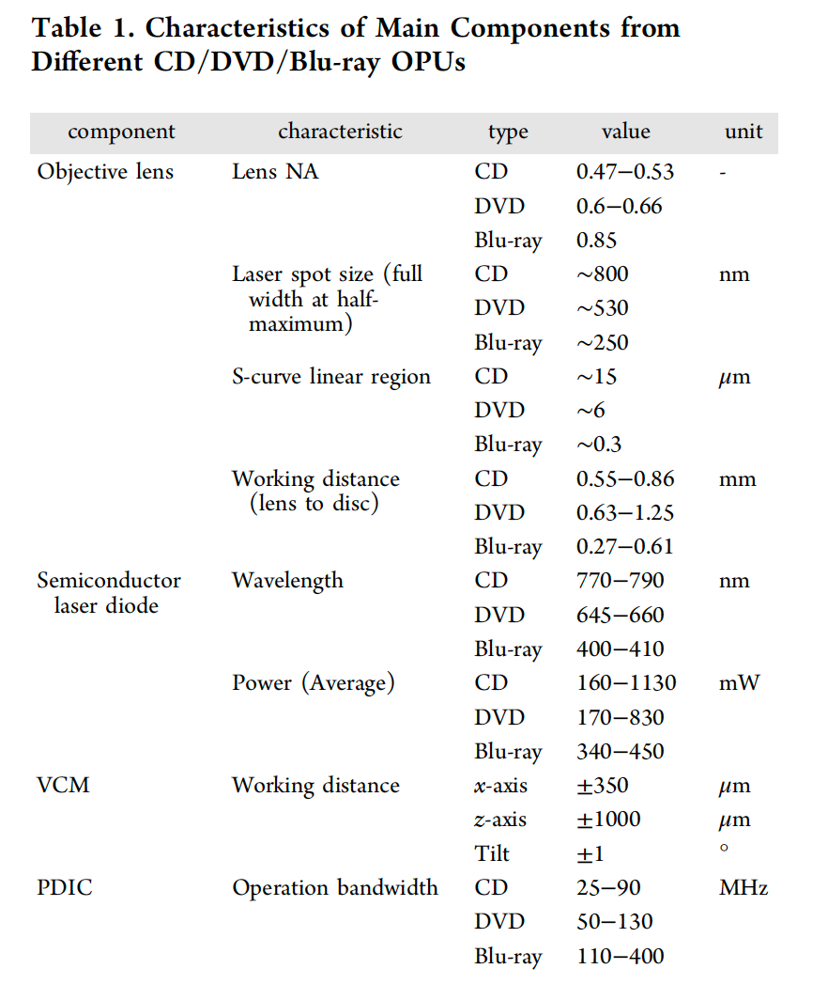 Table 1. Characteristics of Main Components from
Different CD/DVD/Blu-ray OPUs
component characteristic type value unit
Objective lens Lens NA CD 0.47−0.53 -
DVD 0.6−0.66
Blu-ray 0.85
Laser spot size (full CD ∼800 nm
width at half-
DVD ∼530
maximum)
Blu-ray ∼250
S-curve linear region CD ∼15 μm
DVD ∼6
Blu-ray ∼0.3
Working distance CD 0.55−0.86 mm
(lens to disc)
DVD 0.63−1.25
Blu-ray 0.27−0.61
Semiconductor Wavelength CD 770−790 nm
laser diode
DVD 645−660
Blu-ray 400−410
Power (Average) CD 160−1130 mW
DVD 170−830
Blu-ray 340−450
VCM Working distance x-axis ±350 μm
z-axis ±1000 μm
Tilt ±1 °
PDIC Operation bandwidth CD 25−90 MHz
DVD 50−130
Blu-ray 110−400